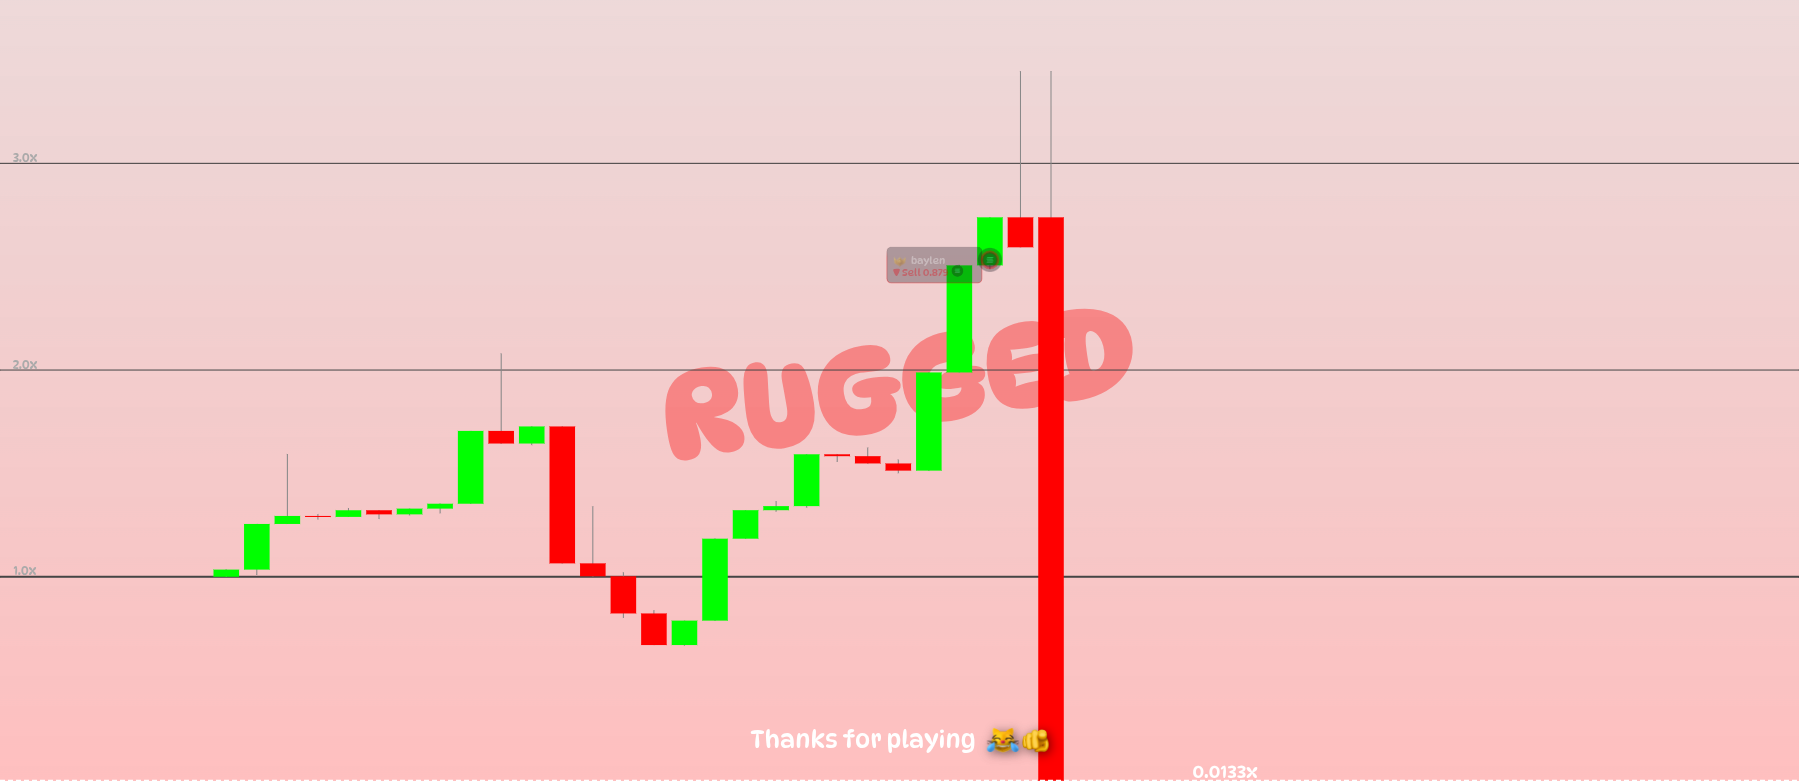 3.0x
baylen
Sell 0.879
2.0x
RUGGED
1.0x
Thanks for playing
0.0133x